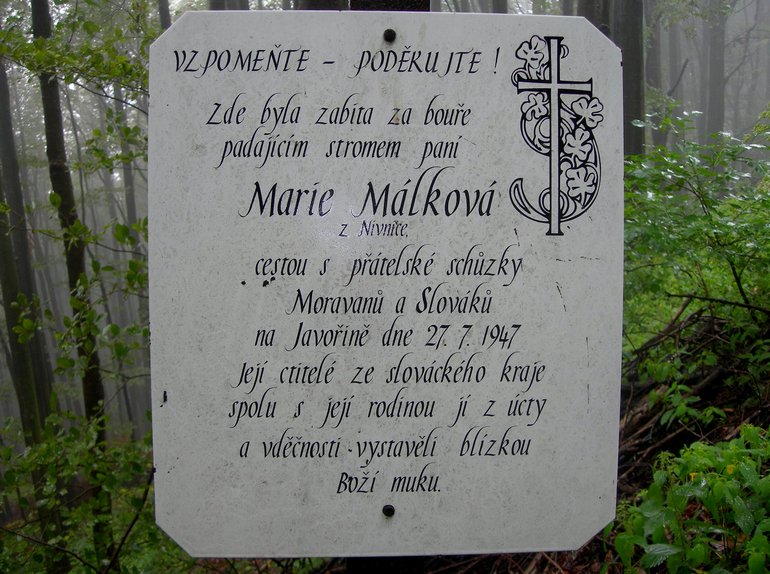 VZPOMEŇTE - PODĚKUJTE !
Zde byla zabita za bouře
padajícím stromem paní
Marie Málková
z Nivnice,
cestou s přátelské schůzky
Moravanů a Slováků
na Javořině dne 27. 7. 1947
Její ctitelé ze slováckého kraje
spolu s její rodinou jí z úcty
a vděčnosti vystavěli blízkou
Boží muku.